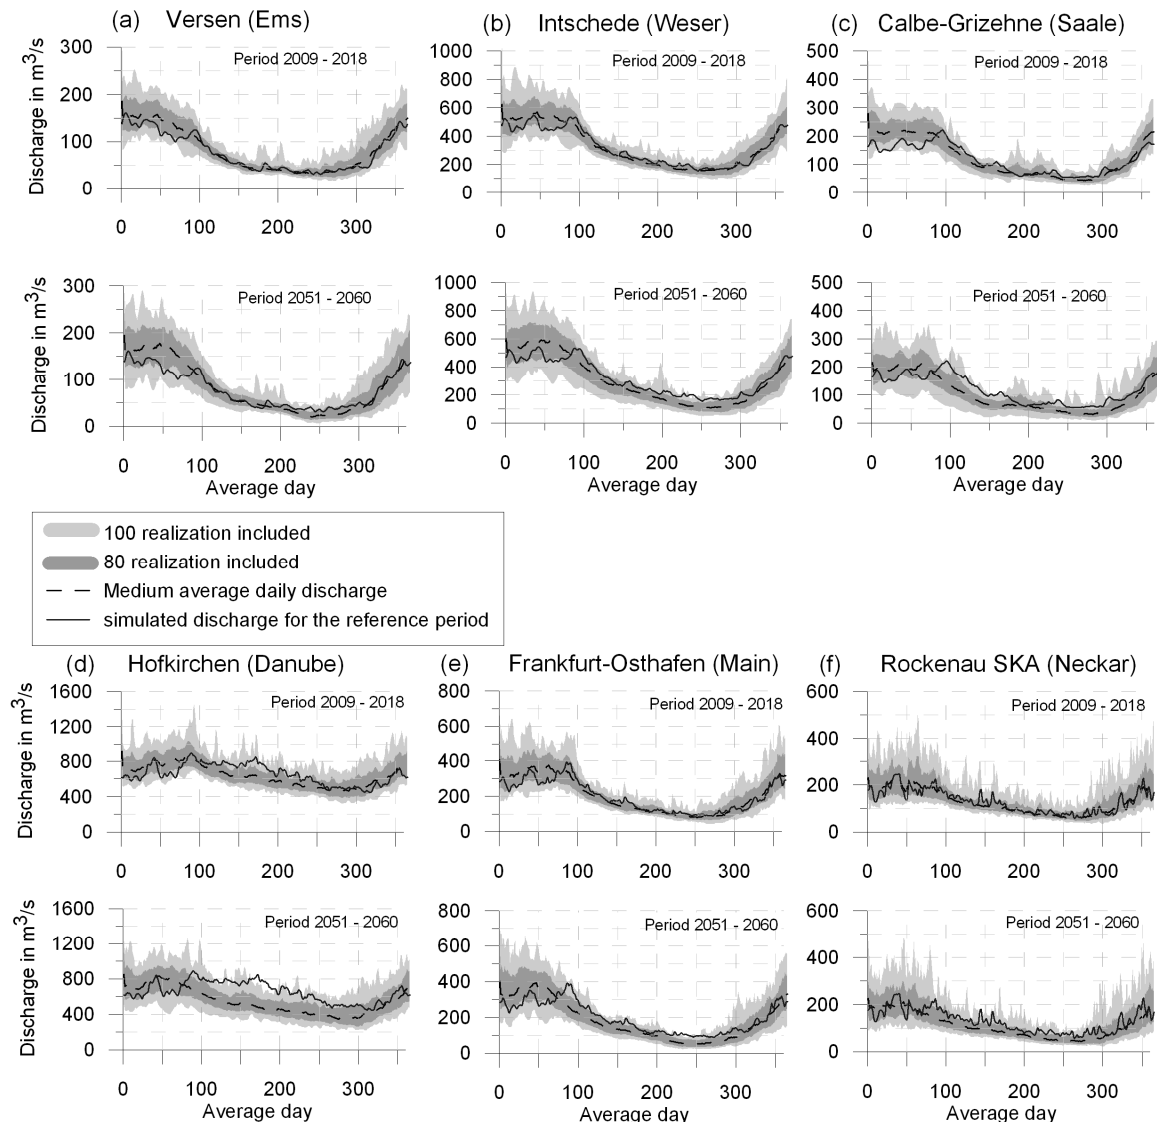 (a) Versen (Ems)
Discharge in m³/s
300
200
100
0
Period 2009 - 2018
0 100 200 300
(b) Intschede (Weser)
1000
800
600
400
200
0
Period 2009 - 2018
0 100 200 300
(c) Calbe-Grizehne (Saale)
500
400
300
200
100
0
Period 2009 - 2018
0 100 200 300
Discharge in m³/s
300
200
100
0
Period 2051 - 2060
0 100 200 300
Average day
1000
800
600
400
200
0
Period 2051 - 2060
0 100 200 300
Average day
500
400
300
200
100
0
Period 2051 - 2060
0 100 200 300
Average day
100 realization included
80 realization included
Medium average daily discharge
simulated discharge for the reference period
(d) Hofkirchen (Danube)
Discharge in m³/s
1600
1200
800
400
0
Period 2009 - 2018
0 100 200 300
(e) Frankfurt-Osthafen (Main)
800
600
400
200
0
Period 2009 - 2018
0 100 200 300
(f) Rockenau SKA (Neckar)
600
400
200
0
Period 2009 - 2018
0 100 200 300
Discharge in m³/s
1600
1200
800
400
0
Period 2051 - 2060
0 100 200 300
Average day
800
600
400
200
0
Period 2051 - 2060
0 100 200 300
Average day
600
400
200
0
Period 2051 - 2060
0 100 200 300
Average day